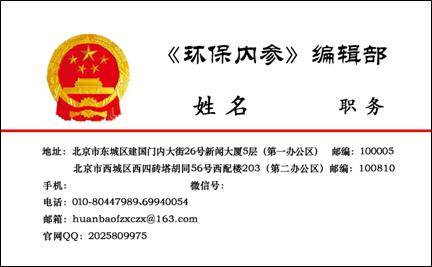 《环保内参》编辑部
姓名 职务
地址：北京市东城区建国门内大街26号新闻大厦5层（第一办公区） 邮编：100005
北京市西城区西四砖塔胡同56号西配楼203（第二办公区） 邮编：100810
手机： 微信号：
电话：010-80447989、69940054
邮箱：huanbaofzxczx@163.com
官网QQ：2025809975